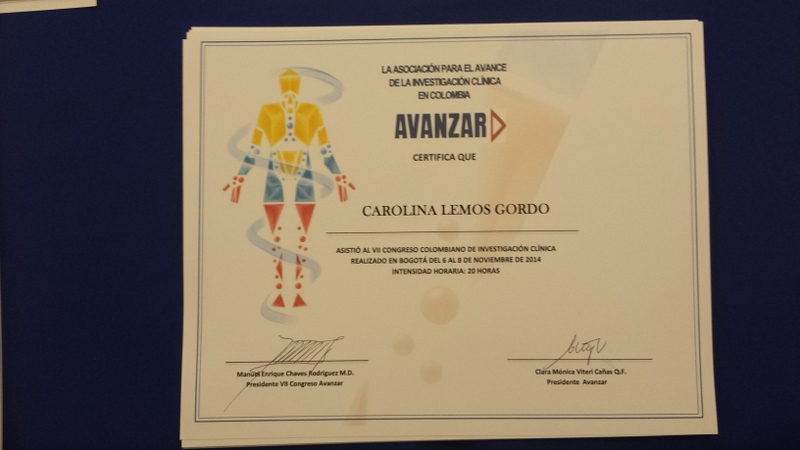 LA ASOCIACIÓN PARA EL AVANCE
DE LA INVESTIGACIÓN CLÍNICA
EN COLOMBIA
AVANZAR
CERTIFICA QUE
CAROLINA LEMOS GORDO
ASISTIÓ AL VII CONGRESO COLOMBIANO DE INVESTIGACIÓN CLÍNICA
REALIZADO EN BOGOTÁ DEL 6 AL 8 DE NOVIEMBRE DE 2014
INTENSIDAD HORARIA: 20 HORAS
Manuel Enrique Chaves Rodriguez M.D.
Presidente VII Congreso Avanzar
Clara Mónica Viteri Cañas Q.F.
Presidente Avanzar